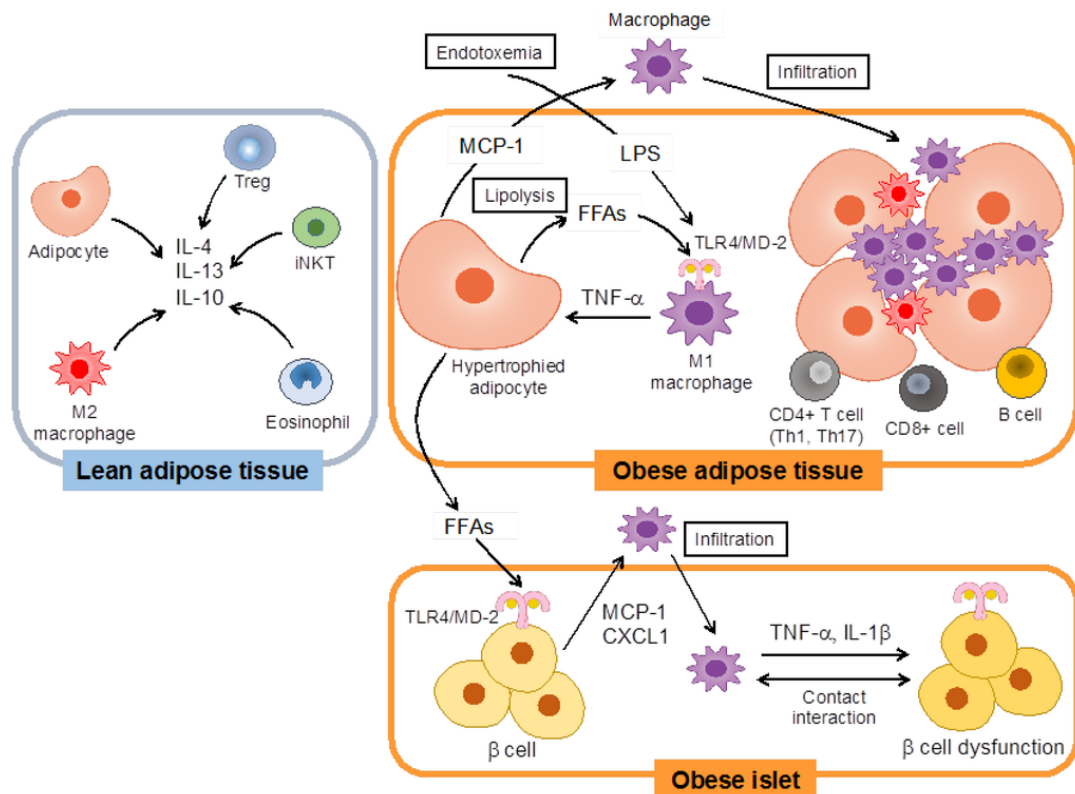 Macrophage
Endotoxemia
Infiltration
MCP-1
LPS
Lipolysis
FFAs
TLR4/MD-2
TNF-α
Hypertrophied
adipocyte
M1
macrophage
CD4+ T cell
(Th1, Th17)
CD8+ cell
B cell
Obese adipose tissue
Treg
Adipocyte
IL-4
IL-13
IL-10
iNKT
M2
macrophage
Eosinophil
Lean adipose tissue
FFAs
Infiltration
TLR4/MD-2
MCP-1
CXCL1
TNF-α, IL-1β
Contact
interaction
β cell
β cell dysfunction
Obese islet